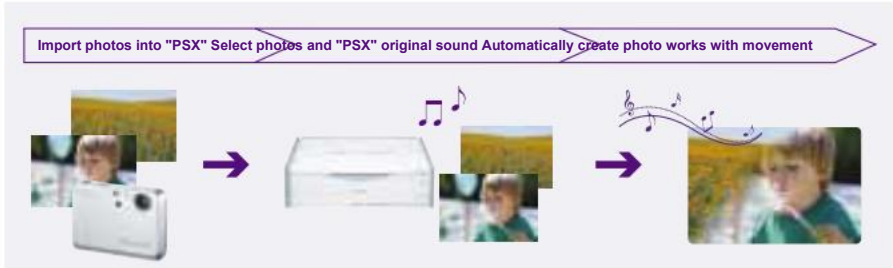 Import photos into "PSX" Select photos and "PSX" original sound Automatically create photo works with movement